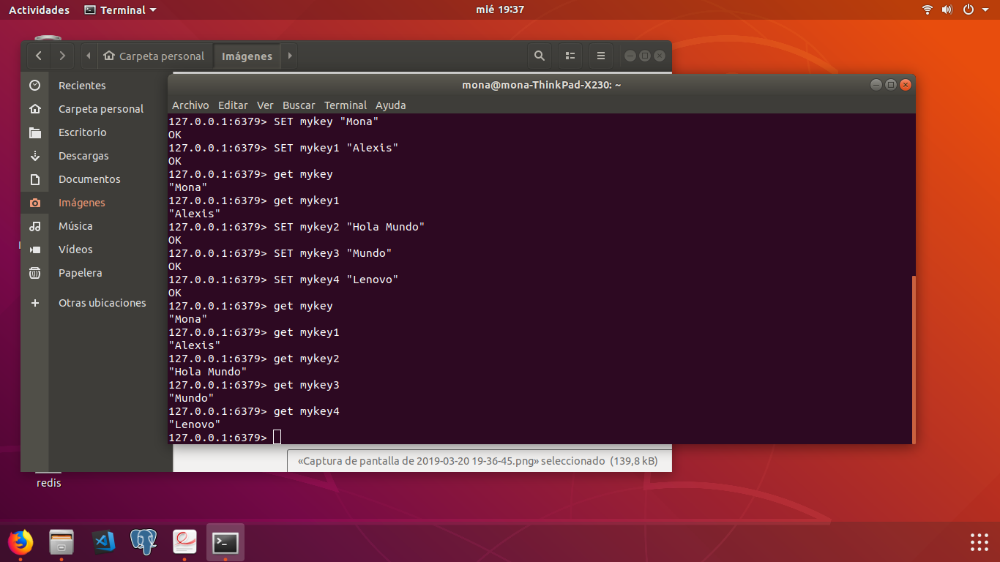 Actividades Terminal mié 19:37
Carpeta personal Imágenes
mona@mona-ThinkPad-X230: ~
Archivo Editar Ver Buscar Terminal Ayuda
Recientes
Carpeta personal
Escritorio
Descargas
Documentos
Imágenes
Música
Vídeos
Papelera
Otras ubicaciones
127.0.0.1:6379> SET mykey "Mona"
OK
127.0.0.1:6379> SET mykey1 "Alexis"
OK
127.0.0.1:6379> get mykey
"Mona"
127.0.0.1:6379> get mykey1
"Alexis"
127.0.0.1:6379> SET mykey2 "Hola Mundo"
OK
127.0.0.1:6379> SET mykey3 "Mundo"
OK
127.0.0.1:6379> SET mykey4 "Lenovo"
OK
127.0.0.1:6379> get mykey
"Mona"
127.0.0.1:6379> get mykey1
"Alexis"
127.0.0.1:6379> get mykey2
"Hola Mundo"
127.0.0.1:6379> get mykey3
"Mundo"
127.0.0.1:6379> get mykey4
"Lenovo"
127.0.0.1:6379>
«Captura de pantalla de 2019-03-20 19-36-45.png» seleccionado (139,8 kB)
redis